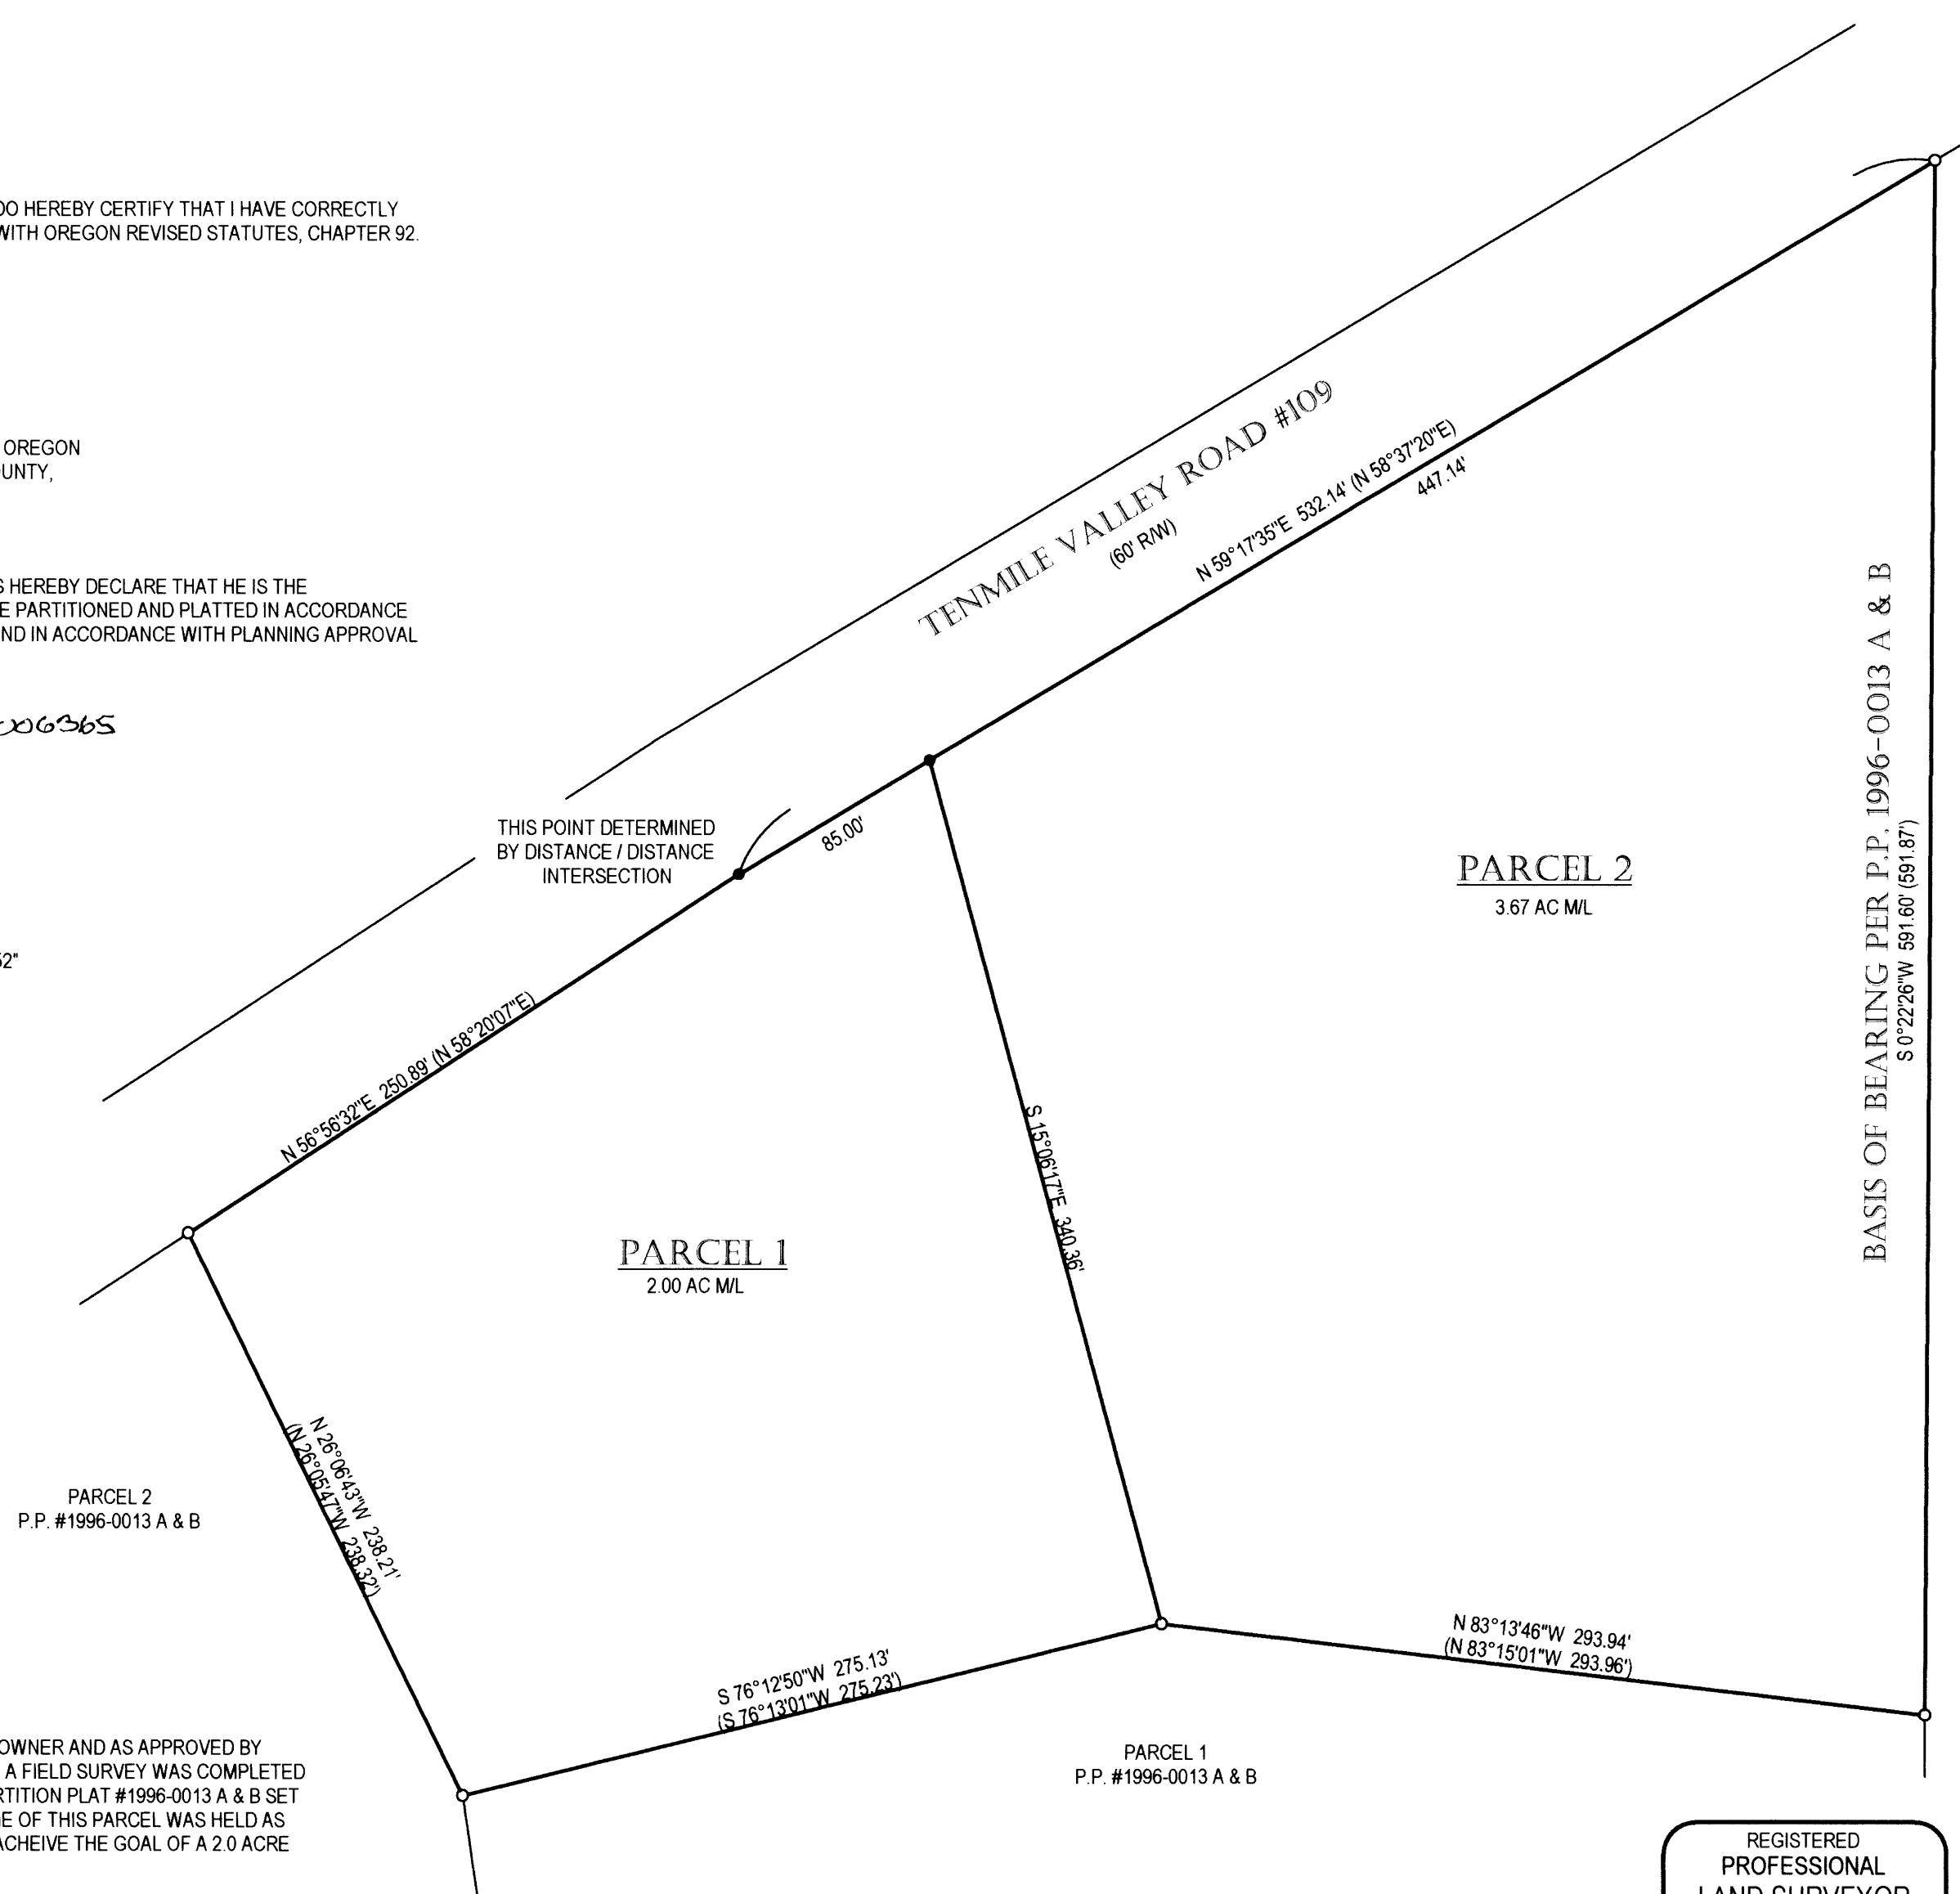 DO HEREBY CERTIFY THAT I HAVE CORRECTLY
WITH OREGON REVISED STATUTES, CHAPTER 92.
OREGON
UNTY,
HEREBY DECLARE THAT HE IS THE
PARTITIONED AND PLATTED IN ACCORDANCE
ND IN ACCORDANCE WITH PLANNING APPROVAL
006365
52"
TENMILE VALLEY ROAD #109
(60' R/W)
N 59°17'35"E 532.14' (N 58°37'20"E)
447.14'
THIS POINT DETERMINED
BY DISTANCE / DISTANCE
INTERSECTION
85.00'
N 56°56'32"E 250.89' (N 58°20'07"E)
PARCEL 2
3.67 AC M/L
BASIS OF BEARING PER P.P. 1996-0013 A & B
S 0°22'26"W 591.60' (591.87')
S 15°06'17"E 340.36'
PARCEL 1
2.00 AC M/L
N 26°06'43"W 238.21'
(N 26°05'47"W 238.32')
PARCEL 2
P.P. #1996-0013 A & B
S 76°12'50"W 275.13'
(S 76°13'01"W 275.23')
N 83°13'46"W 293.94'
(N 83°15'01"W 293.96')
PARCEL 1
P.P. #1996-0013 A & B
OWNER AND AS APPROVED BY
A FIELD SURVEY WAS COMPLETED
RTITION PLAT #1996-0013 A & B SET
E OF THIS PARCEL WAS HELD AS
ACHEIVE THE GOAL OF A 2.0 ACRE
REGISTERED
PROFESSIONAL
LAND SURVEYOR